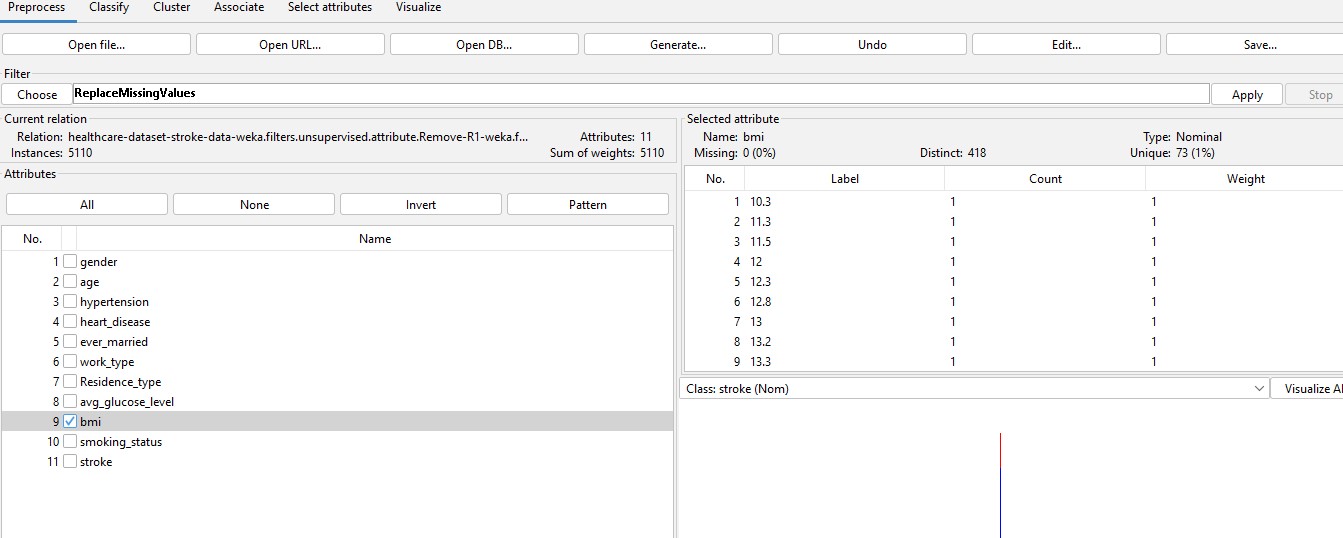 Preprocess Classify Cluster Associate Select attributes Visualize
Open file... Open URL... Open DB... Generate... Undo Edit... Save...
Filter
Choose ReplaceMissingValues Apply Stop
Current relation
Relation: healthcare-dataset-stroke-data-weka.filters.unsupervised.attribute.Remove-R1-weka.f... Attributes: 11
Instances: 5110 Sum of weights: 5110
Attributes
All None Invert Pattern
No. Name
1 gender
2 age
3 hypertension
4 heart_disease
5 ever_married
6 work_type
7 Residence_type
8 avg_glucose_level
9 bmi
10 smoking_status
11 stroke
Selected attribute
Name: bmi Type: Nominal
Missing: 0 (0%) Distinct: 418 Unique: 73 (1%)
No. Label Count Weight
1 10.3 1 1
2 11.3 1 1
3 11.5 1 1
4 12 1 1
5 12.3 1 1
6 12.8 1 1
7 13 1 1
8 13.2 1 1
9 13.3 1 1
Class: stroke (Nom) Visualize Al